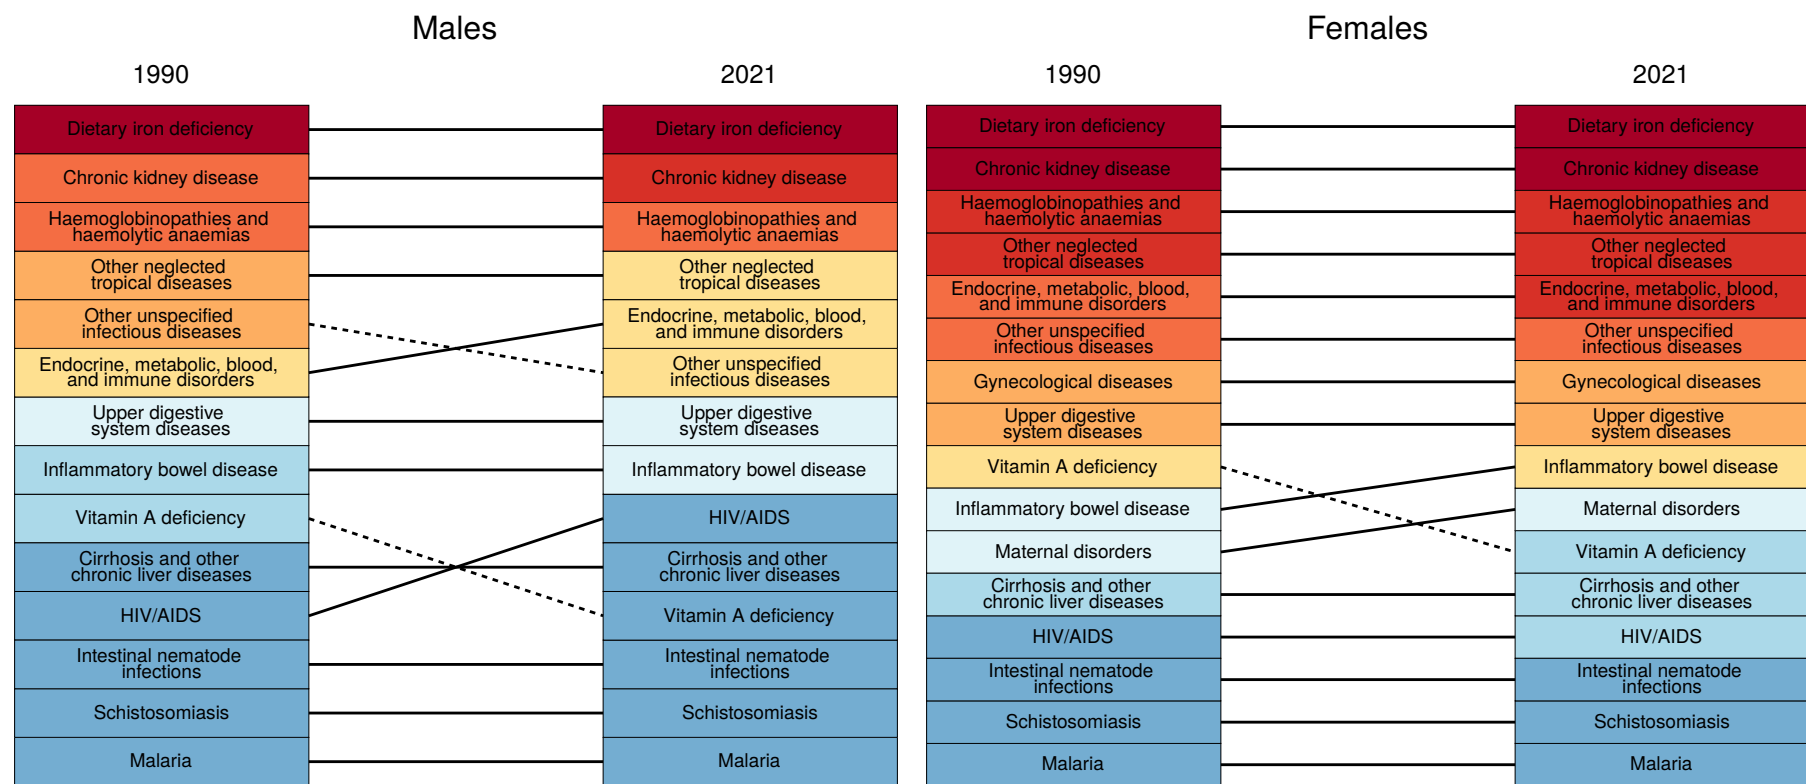 Males
1990
2021
Dietary iron deficiency
Chronic kidney disease
Haemoglobinopathies and
haemolytic anaemias
Other neglected
tropical diseases
Other unspecified
infectious diseases
Endocrine, metabolic, blood,
and immune disorders
Upper digestive
system diseases
Inflammatory bowel disease
Vitamin A deficiency
Cirrhosis and other
chronic liver diseases
HIV/AIDS
Intestinal nematode
infections
Schistosomiasis
Malaria
Dietary iron deficiency
Chronic kidney disease
Haemoglobinopathies and
haemolytic anaemias
Other neglected
tropical diseases
Endocrine, metabolic, blood,
and immune disorders
Other unspecified
infectious diseases
Upper digestive
system diseases
Inflammatory bowel disease
HIV/AIDS
Cirrhosis and other
chronic liver diseases
Vitamin A deficiency
Intestinal nematode
infections
Schistosomiasis
Malaria
Females
1990
2021
Dietary iron deficiency
Chronic kidney disease
Haemoglobinopathies and
haemolytic anaemias
Other neglected
tropical diseases
Endocrine, metabolic, blood,
and immune disorders
Other unspecified
infectious diseases
Gynecological diseases
Upper digestive
system diseases
Vitamin A deficiency
Inflammatory bowel disease
Maternal disorders
Cirrhosis and other
chronic liver diseases
HIV/AIDS
Intestinal nematode
infections
Schistosomiasis
Malaria
Dietary iron deficiency
Chronic kidney disease
Haemoglobinopathies and
haemolytic anaemias
Other neglected
tropical diseases
Endocrine, metabolic, blood,
and immune disorders
Other unspecified
infectious diseases
Gynecological diseases
Upper digestive
system diseases
Inflammatory bowel disease
Maternal disorders
Vitamin A deficiency
Cirrhosis and other
chronic liver diseases
HIV/AIDS
Intestinal nematode
infections
Schistosomiasis
Malaria